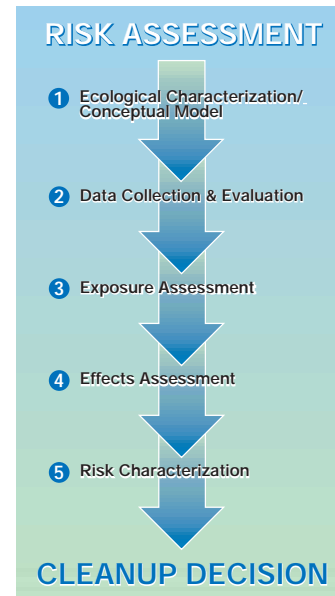 RISK ASSESSMENT
1 Ecological Characterization/
Conceptual Model
2 Data Collection & Evaluation
3 Exposure Assessment
4 Effects Assessment
5 Risk Characterization
CLEANUP DECISION